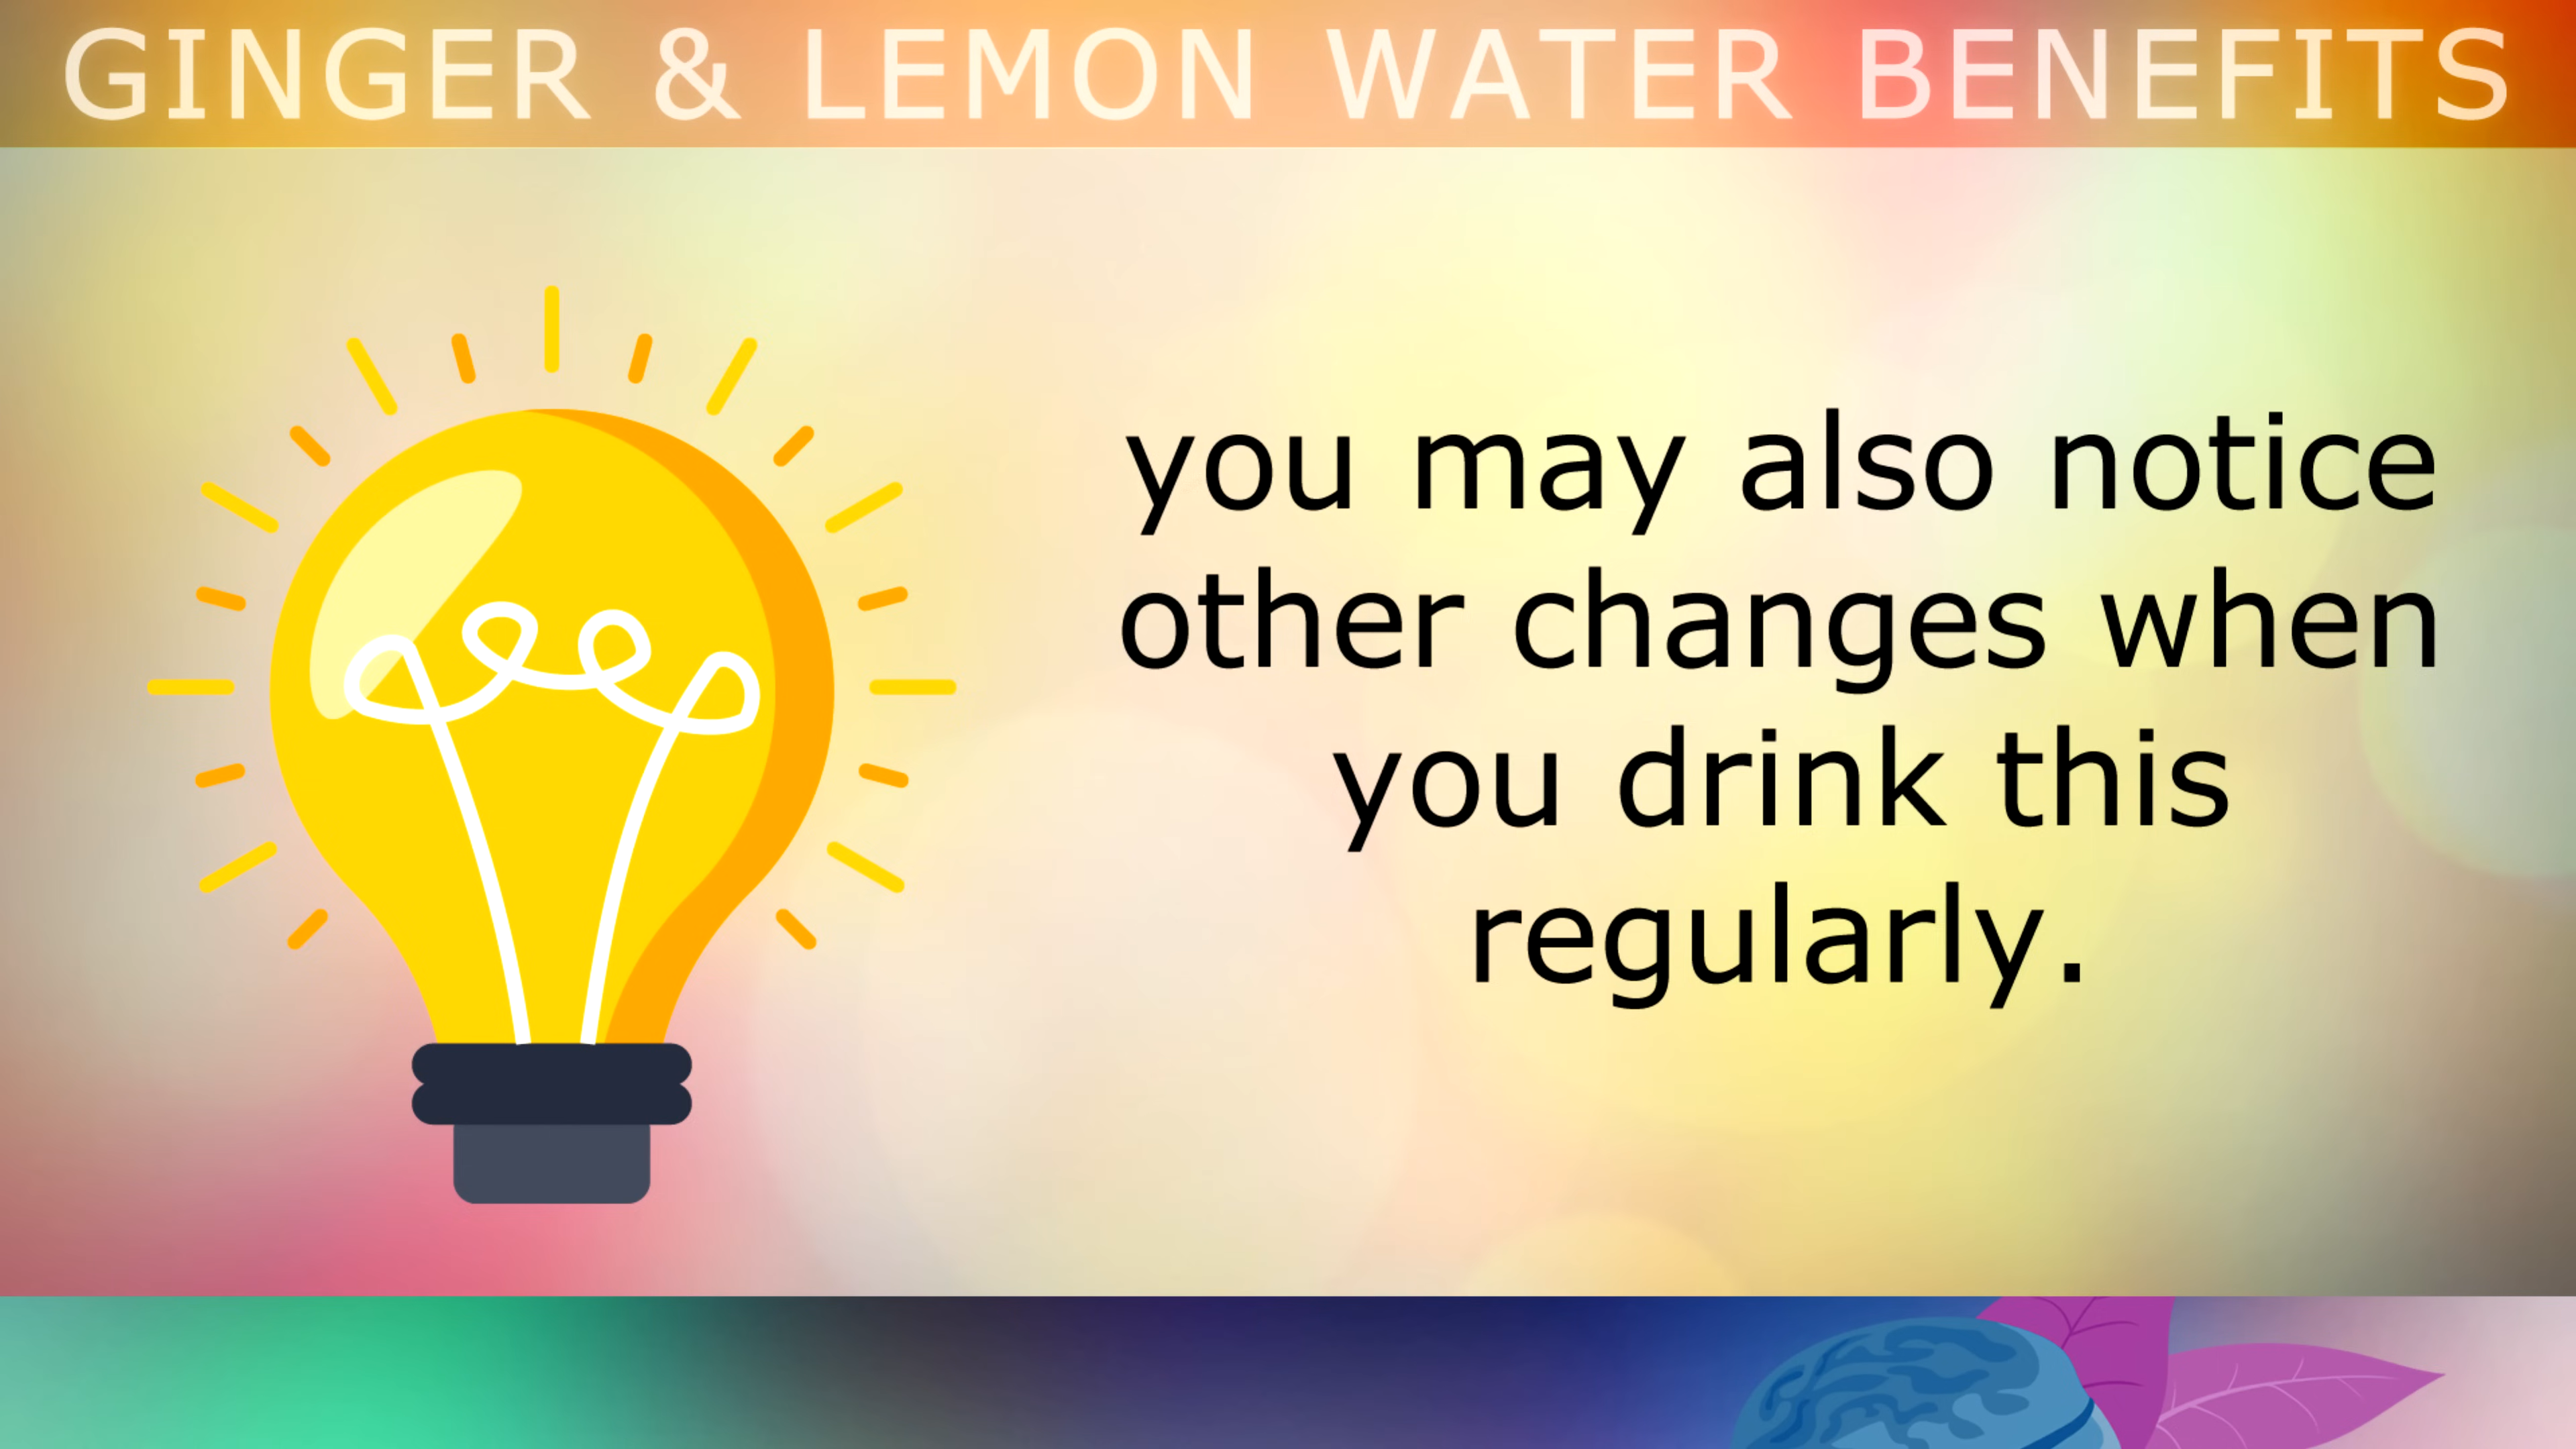 GINGER & LEMON WATER BENEFITS
you may also notice
other changes when
you drink this
regularly.